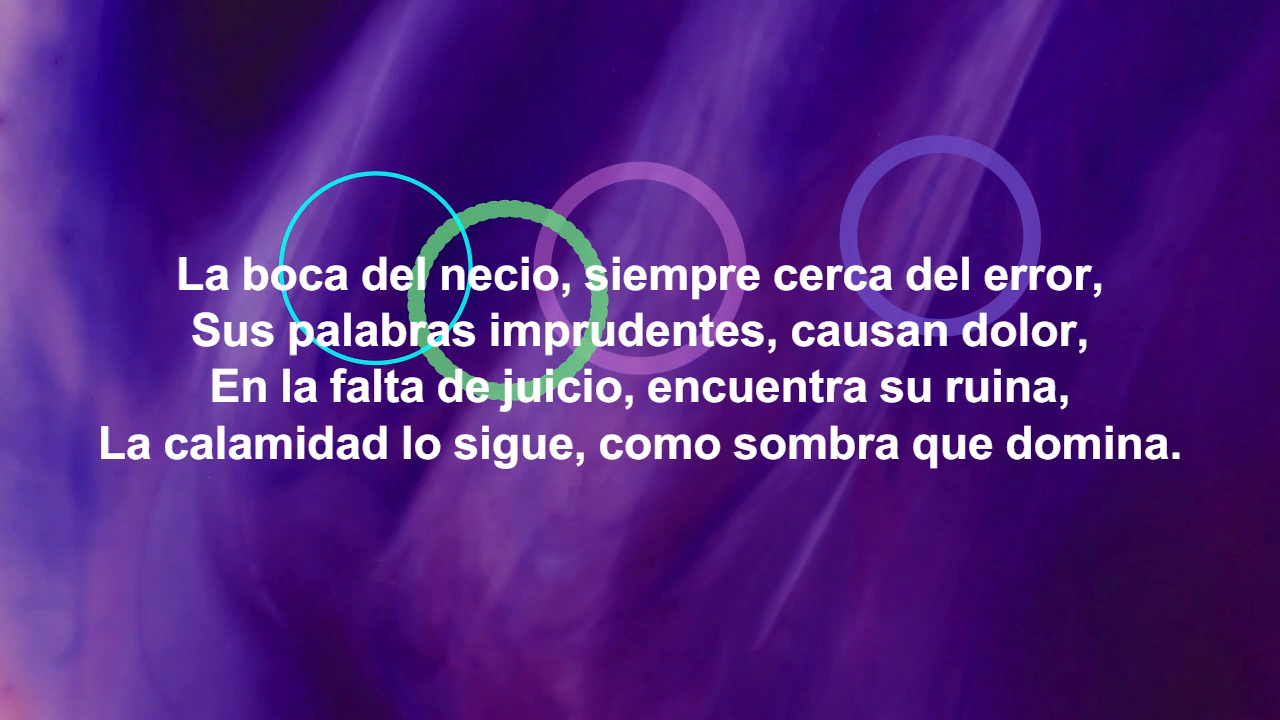 La boca del necio, siempre cerca del error,
Sus palabras imprudentes, causan dolor,
En la falta de juicio, encuentra su ruina,
La calamidad lo sigue, como sombra que domina.